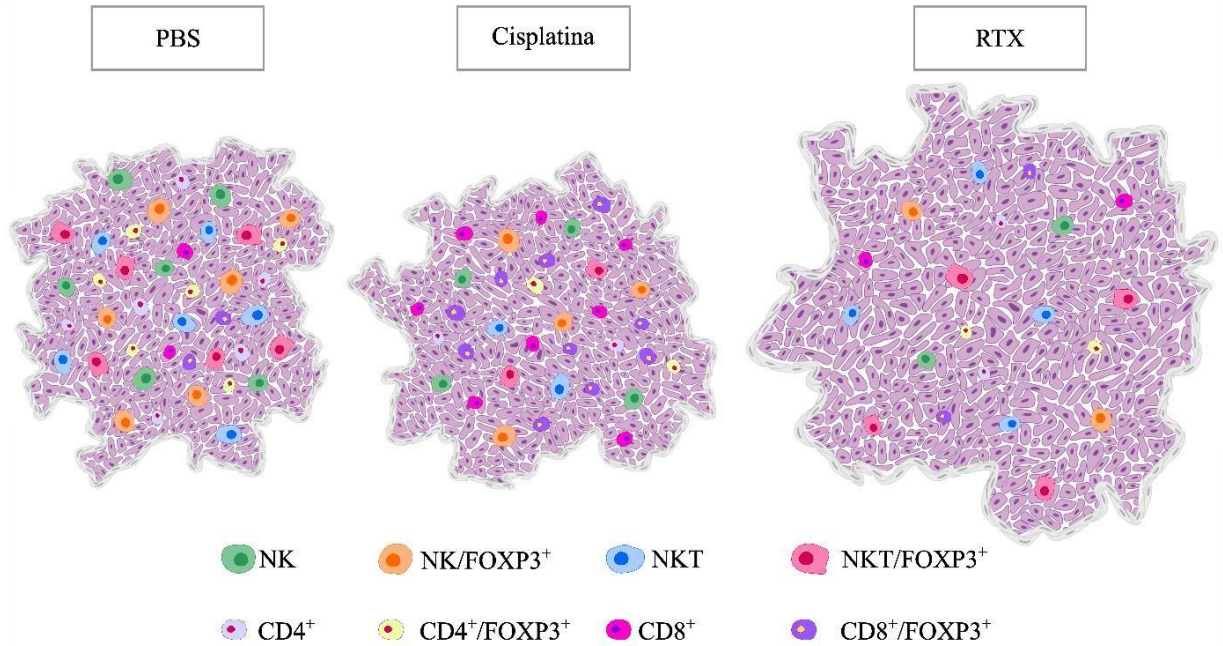 PBS
Cisplatina
RTX
NK
NK/FOXP3⁺
NKT
NKT/FOXP3⁺
CD4⁺
CD4⁺/FOXP3⁺
CD8⁺
CD8⁺/FOXP3⁺